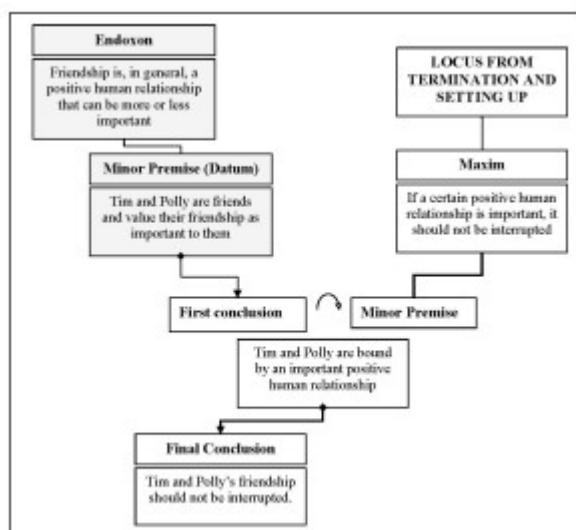 Endoxon
Friendship is, in general, a
positive human relationship
that can be more or less
important
LOCUS FROM
TERMINATION AND
SETTING UP
Minor Premise (Datum)
Tim and Polly are friends
and value their friendship as
important to them
Maxim
If a certain positive human
relationship is important, it
should not be interrupted
First conclusion
Minor Premise
Tim and Polly are bound
by an important positive
human relationship
Final Conclusion
Tim and Polly's friendship
should not be interrupted.